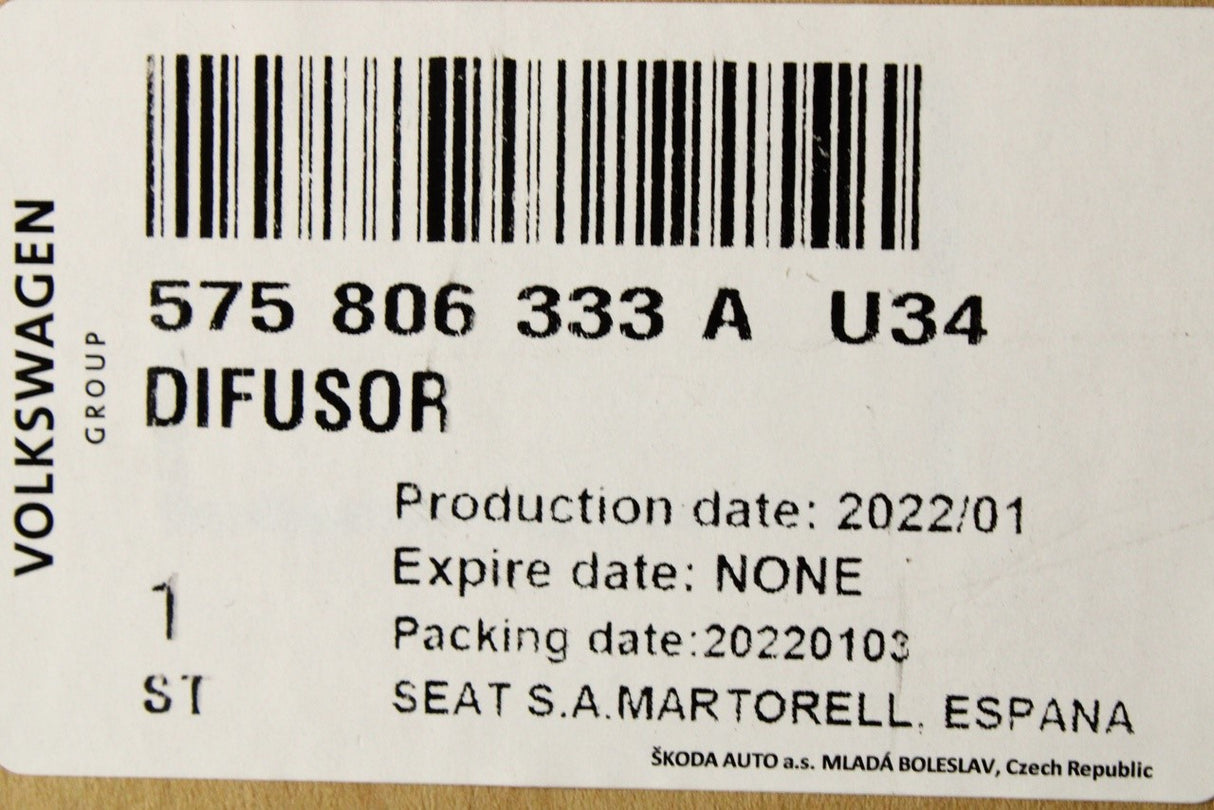 VOLKSWAGEN
GROUP
575 806 333 A U34
DIFUSOR
Production date: 2022/01
Expire date: NONE
Packing date:20220103
1
ST
SEAT S.A.MARTORELL, ESPANA
ŠKODA AUTO a.s. MLADÁ BOLESLAV, Czech Republic